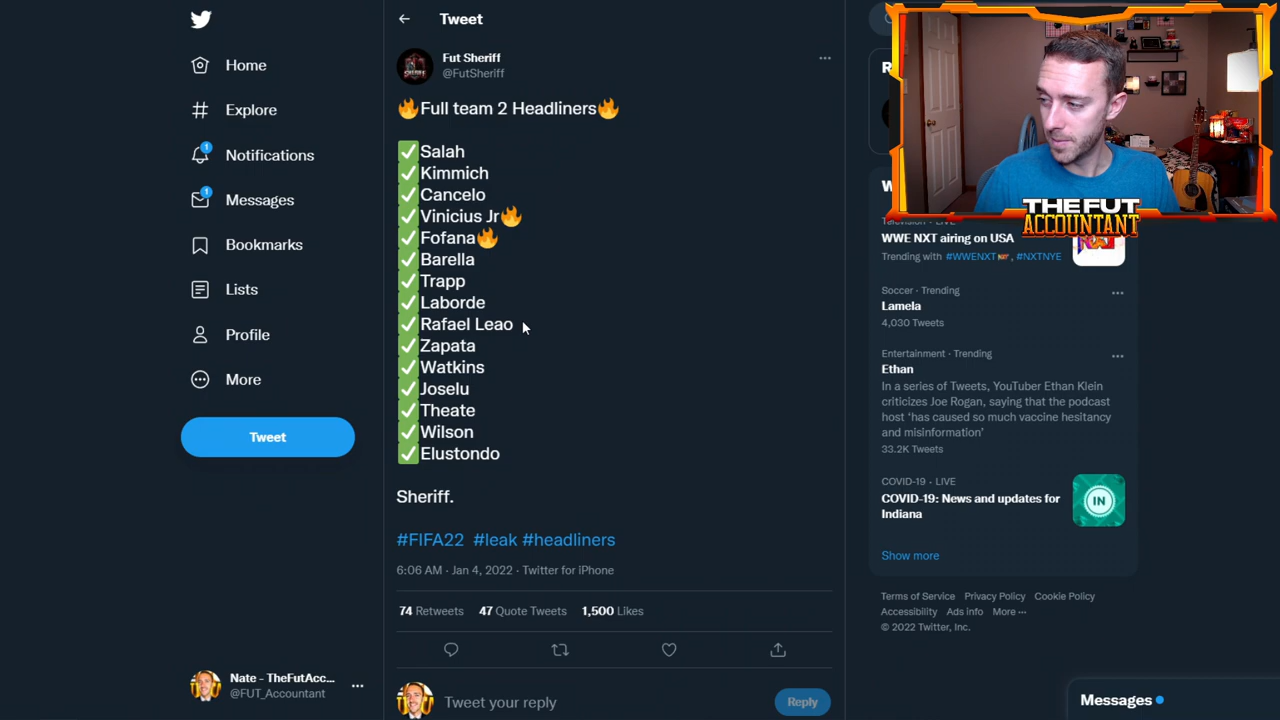 Tweet
Home
Explore
1
Notifications
1
Messages
Bookmarks
Lists
Profile
More
Tweet
Nate - TheFutAcc...
@FUT_Accountant
Fut Sheriff
@FutSheriff
🔥Full team 2 Headliners🔥
✅Salah
✅Kimmich
✅Cancelo
✅Vinicius Jr🔥
✅Fofana🔥
✅Barella
✅Trapp
✅Laborde
✅Rafael Leao
✅Zapata
✅Watkins
✅Joselu
✅Theate
✅Wilson
✅Elustondo
Sheriff.
#FIFA22 #leak #headliners
6:06 AM · Jan 4, 2022 · Twitter for iPhone
74 Retweets 47 Quote Tweets 1,500 Likes
Tweet your reply
Reply
THE FUT
ACCOUNTANT
WWE NXT airing on USA
Trending with #WWENXT #NXTNYE
Soccer · Trending
Lamela
4,030 Tweets
Entertainment · Trending
Ethan
In a series of Tweets, YouTuber Ethan Klein
criticizes Joe Rogan, saying that the podcast
host 'has caused so much vaccine hesitancy
and misinformation'
33.2K Tweets
COVID-19 · LIVE
COVID-19: News and updates for
Indiana
IN
Show more
Terms of Service Privacy Policy Cookie Policy
Accessibility Ads info More ···
© 2022 Twitter, Inc.
Messages